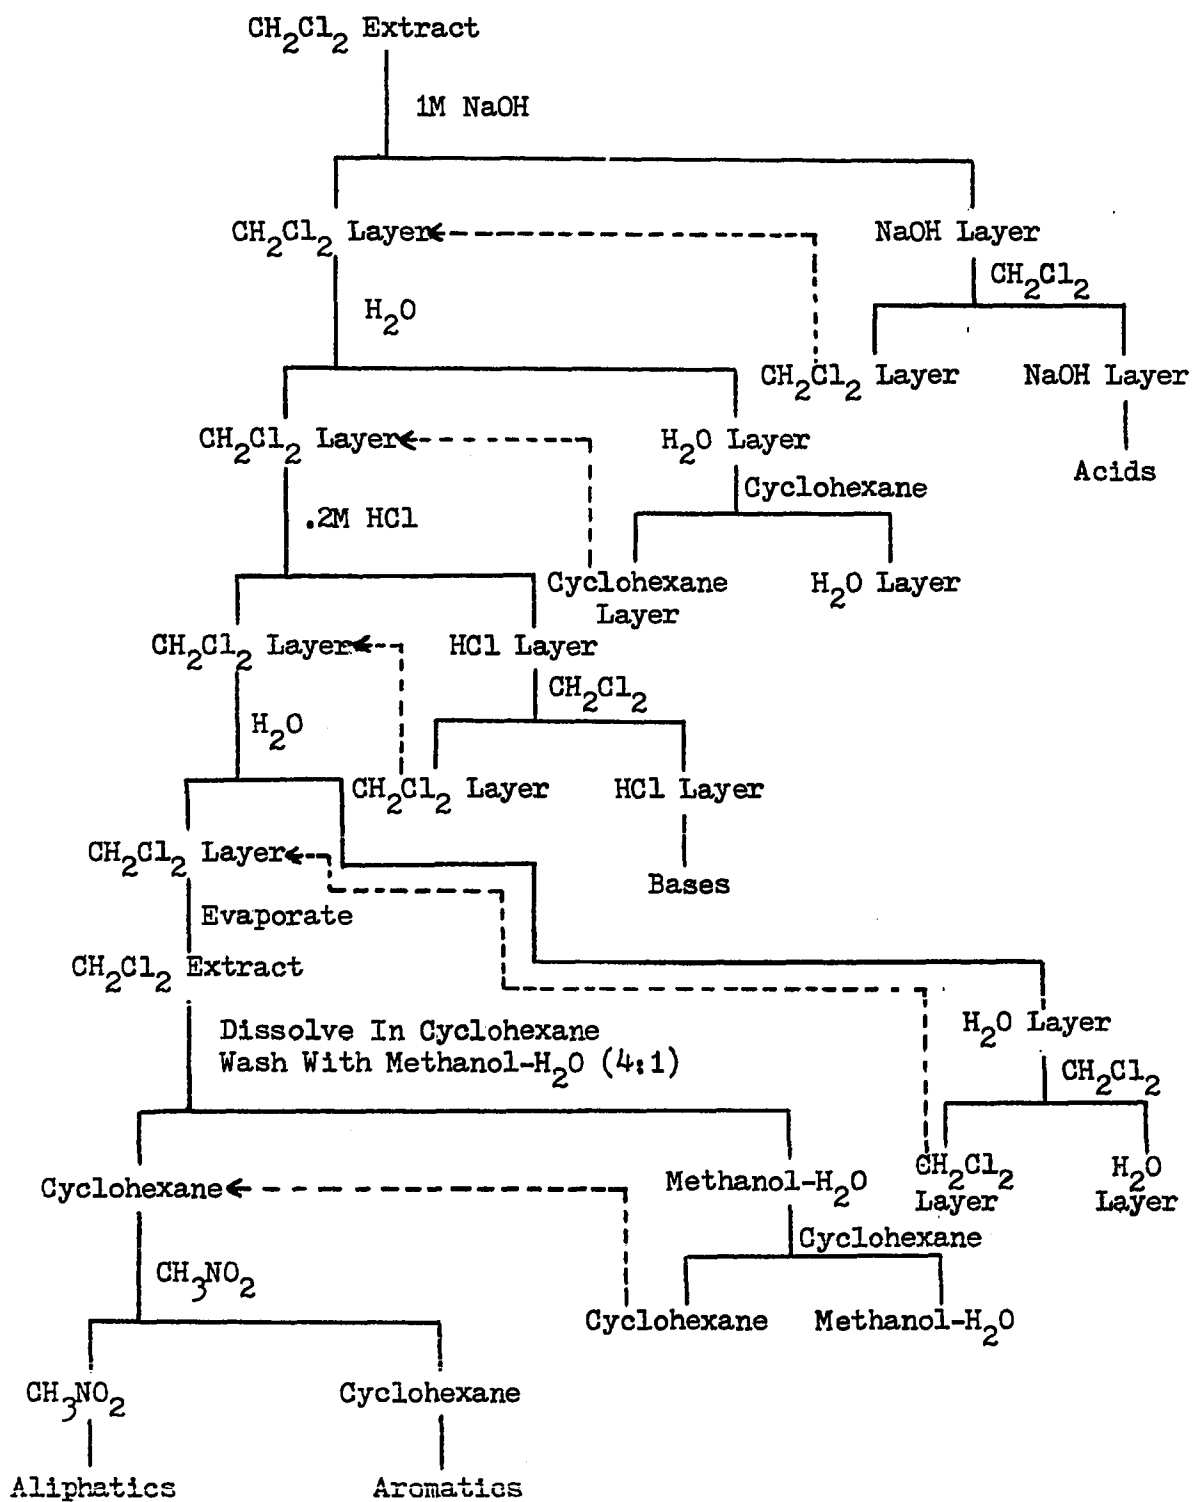 CH₂Cl₂ Extract
1M NaOH
CH₂Cl₂ Layer
NaOH Layer
CH₂Cl₂
H₂O
CH₂Cl₂ Layer
NaOH Layer
CH₂Cl₂ Layer
H₂O Layer
Acids
Cyclohexane
.2M HCl
Cyclohexane
Layer
H₂O Layer
CH₂Cl₂ Layer
HCl Layer
CH₂Cl₂
H₂O
CH₂Cl₂ Layer
HCl Layer
CH₂Cl₂ Layer
Bases
Evaporate
CH₂Cl₂ Extract
Dissolve In Cyclohexane
Wash With Methanol-H₂O (4:1)
H₂O Layer
CH₂Cl₂
CH₂Cl₂
Layer
H₂O
Layer
Cyclohexane
Methanol-H₂O
Cyclohexane
CH₃NO₂
Cyclohexane
Methanol-H₂O
CH₃NO₂
Cyclohexane
Aliphatics
Aromatics